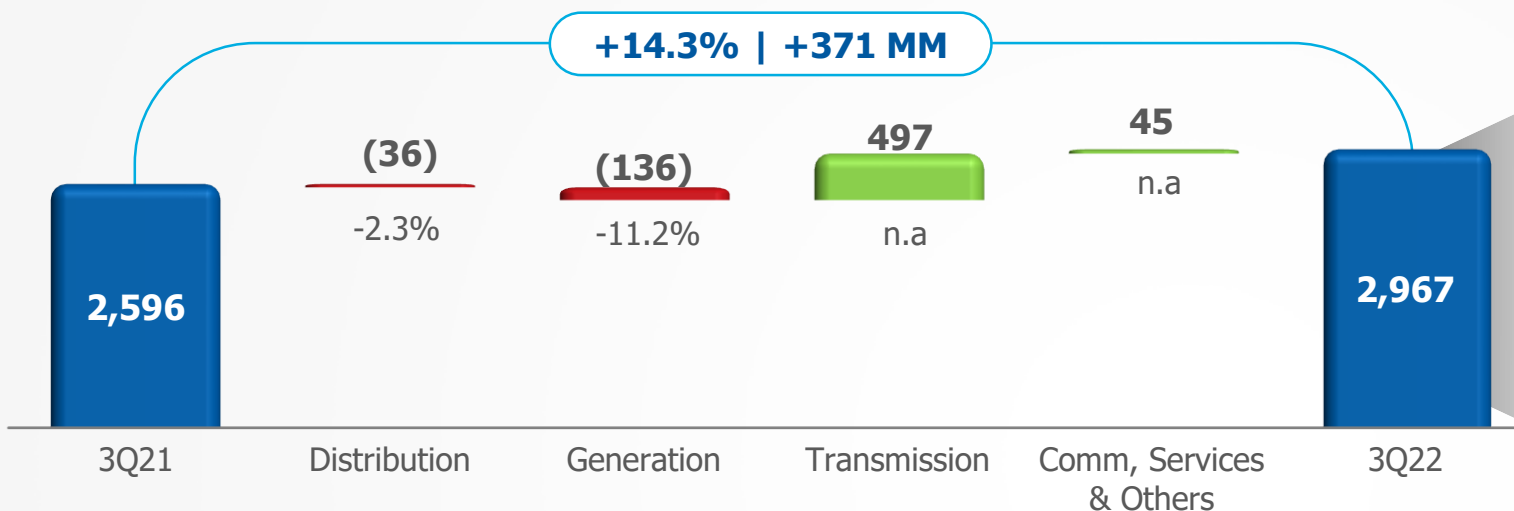 +14.3% | +371 MM
2,596
(36)
-2.3%
(136)
-11.2%
497
n.a
45
n.a
2,967
3Q21
Distribution
Generation
Transmission
Comm, Services
& Others
3Q22